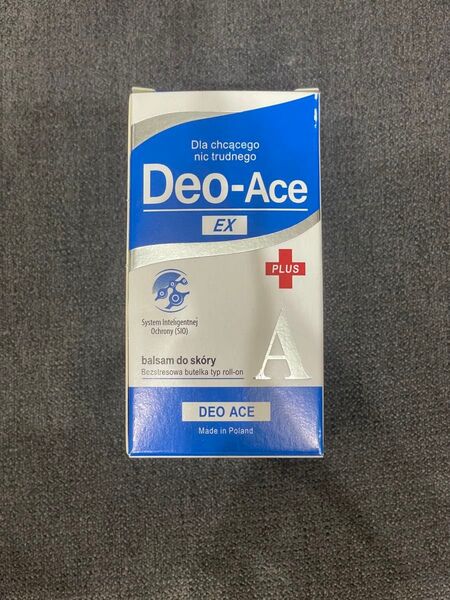 Dla chcącego
nic trudnego
Deo-Ace
EX
PLUS
System Inteligentnej
Ochrony (SIO)
A
balsam do skóry
Bezstresowa butelka typ roll-on
DEO ACE
Made in Poland